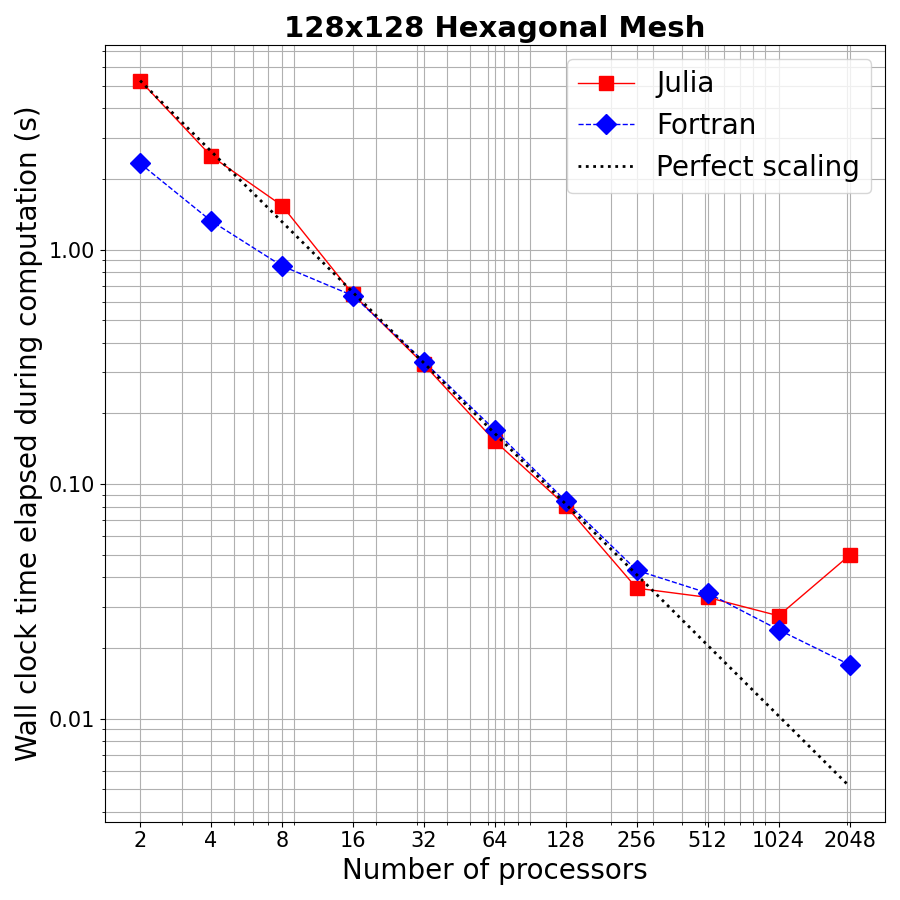 128x128 Hexagonal Mesh
Julia
Fortran
Perfect scaling
Wall clock time elapsed during computation (s)
1.00
0.10
0.01
2 4 8 16 32 64 128 256 512 1024 2048
Number of processors